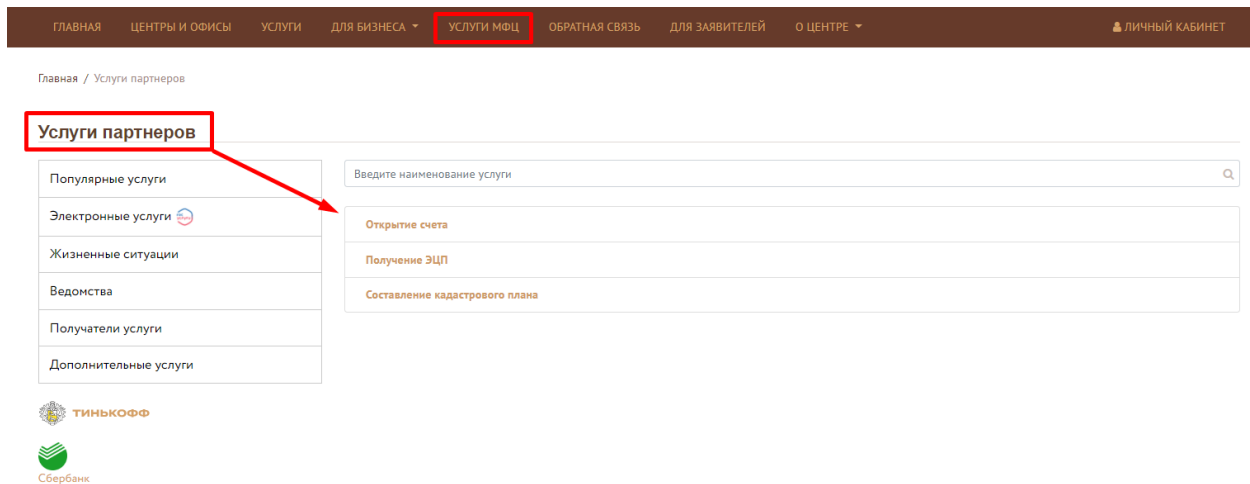 ГЛАВНАЯ ЦЕНТРЫ И ОФИСЫ УСЛУГИ ДЛЯ БИЗНЕСА УСЛУГИ МФЦ ОБРАТНАЯ СВЯЗЬ ДЛЯ ЗАЯВИТЕЛЕЙ О ЦЕНТРЕ ЛИЧНЫЙ КАБИНЕТ
Главная / Услуги партнеров
Услуги партнеров
Популярные услуги
Электронные услуги
Жизненные ситуации
Ведомства
Получатели услуги
Дополнительные услуги
ТИНЬКОФФ
Сбербанк
Введите наименование услуги
Открытие счета
Получение ЭЦП
Составление кадастрового плана